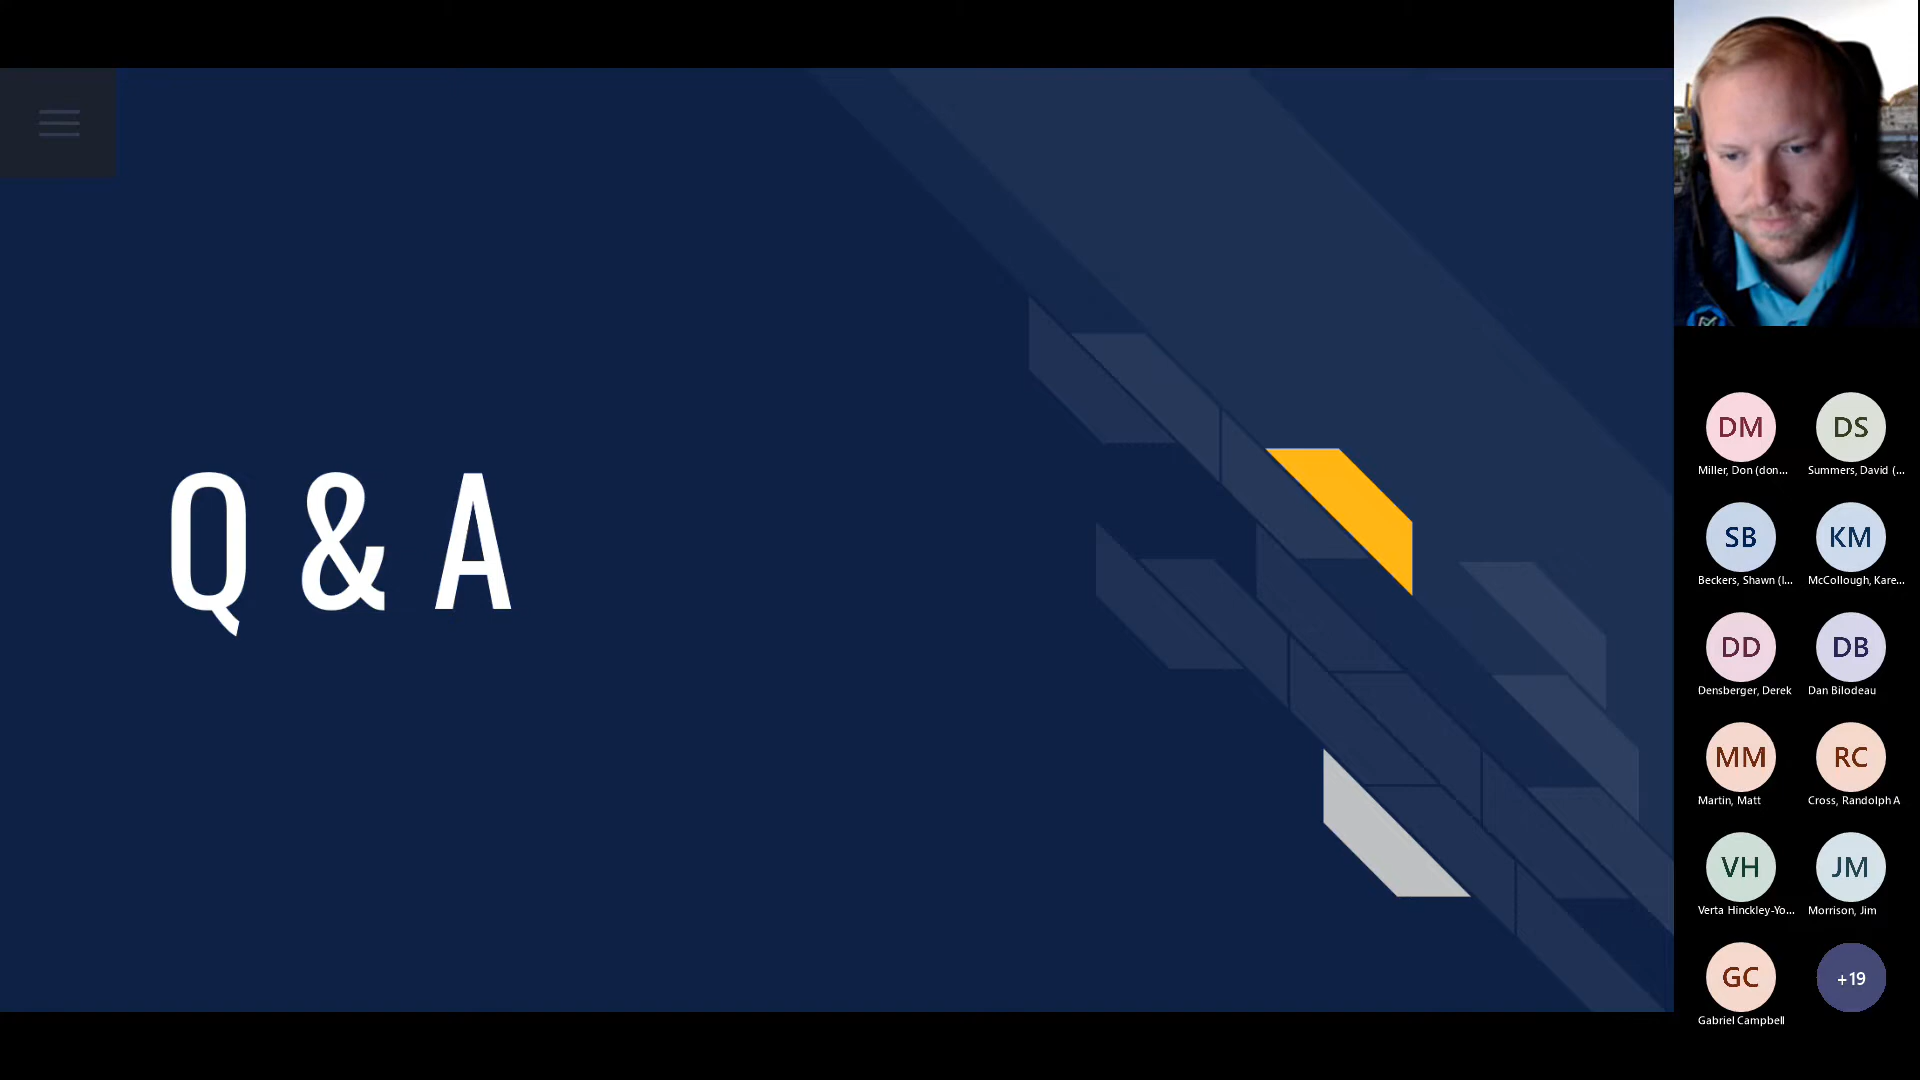 Q & A
DM
DS
Miller, Don (don...
Summers, David (...
SB
KM
Beckers, Shawn (I...
McCollough, Kare...
DD
DB
Densberger, Derek
Dan Bilodeau
MM
RC
Martin, Matt
Cross, Randolph A
VH
JM
Verta Hinckley-Yo...
Morrison, Jim
GC
+19
Gabriel Campbell